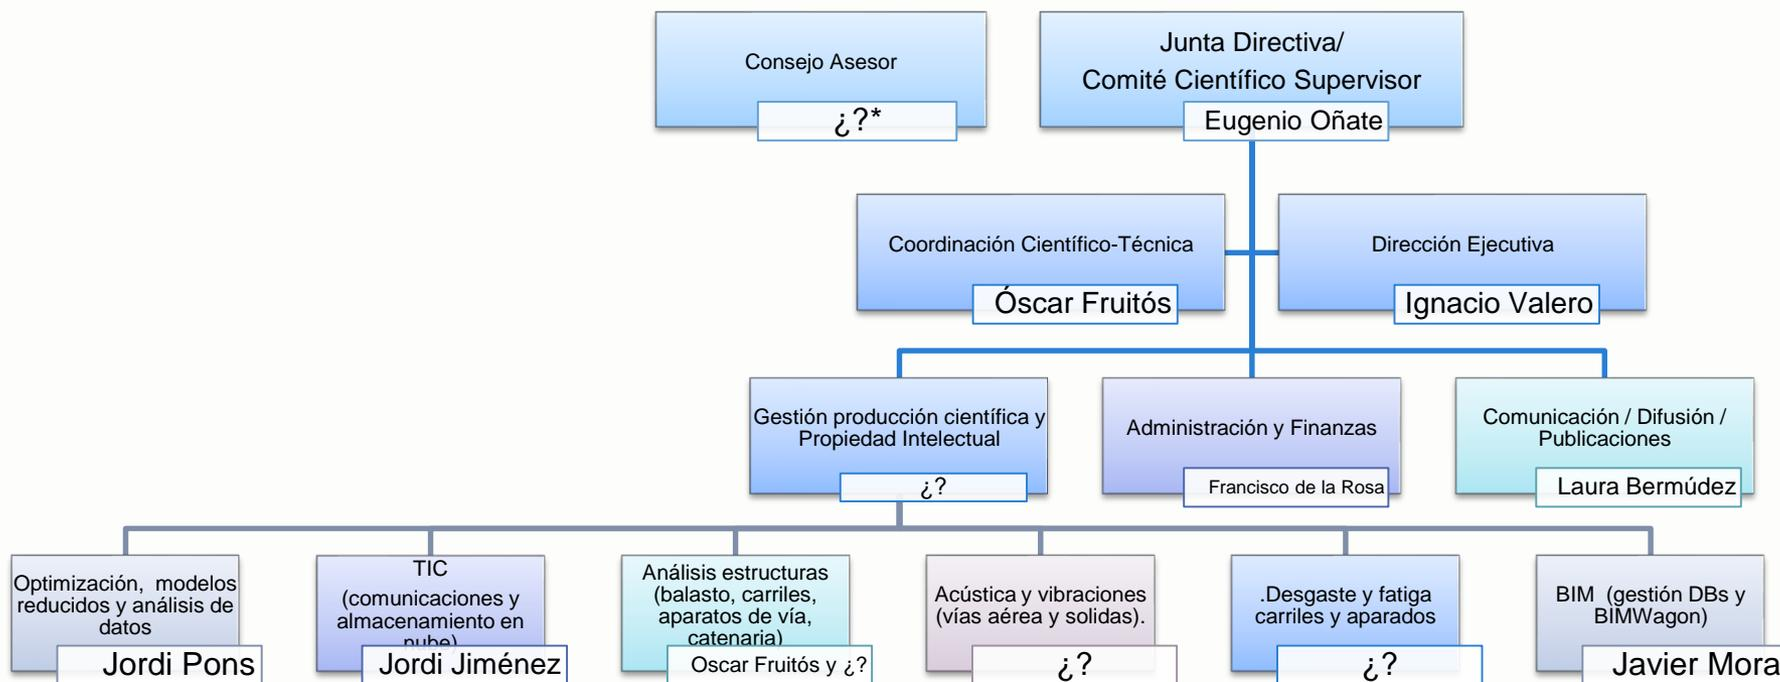 Consejo Asesor
¿?*
Junta Directiva/
Comité Científico Supervisor
Eugenio Oñate
Coordinación Científico-Técnica
Óscar Fruitós
Dirección Ejecutiva
Ignacio Valero
Gestión producción científica y
Propiedad Intelectual
¿?
Administración y Finanzas
Francisco de la Rosa
Comunicación / Difusión /
Publicaciones
Laura Bermúdez
Optimización, modelos
reducidos y análisis de
datos
Jordi Pons
TIC
(comunicaciones y
almacenamiento en
nube)
Jordi Jiménez
Análisis estructuras
(balasto, carriles,
aparatos de vía,
catenaria)
Oscar Fruitós y ¿?
Acústica y vibraciones
(vías aérea y solidas).
¿?
.Desgaste y fatiga
carriles y aparados
¿?
BIM (gestión DBs y
BIMWagon)
Javier Mora